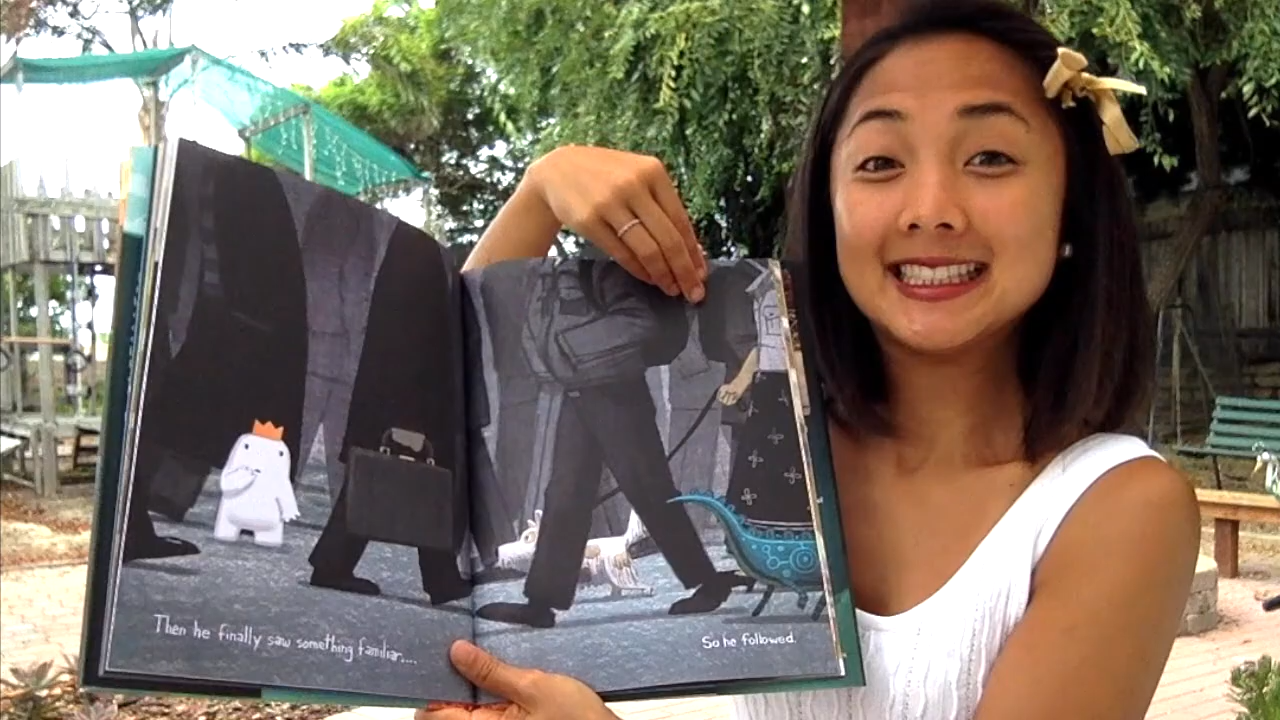 Then he finally saw something familiar....
So he followed.